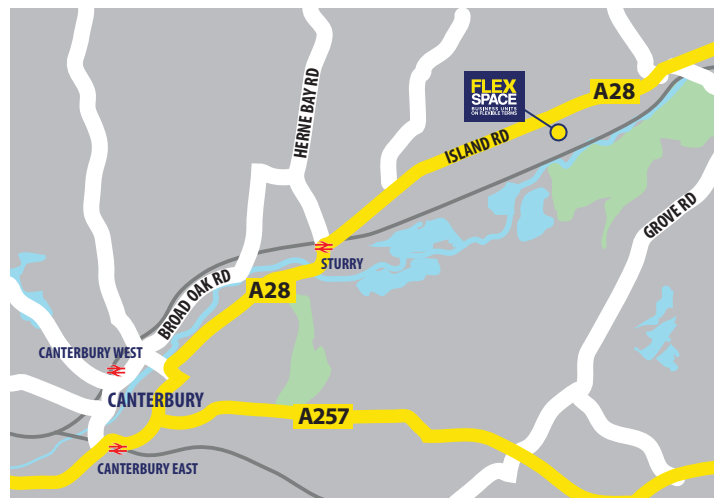 FLEX
SPACE
BUSINESS UNITS
ON FLEXIBLE TERMS
A28
HERNE BAY RD
ISLAND RD
GROVE RD
STURRY
BROAD OAK RD
A28
CANTERBURY WEST
CANTERBURY
A257
CANTERBURY EAST